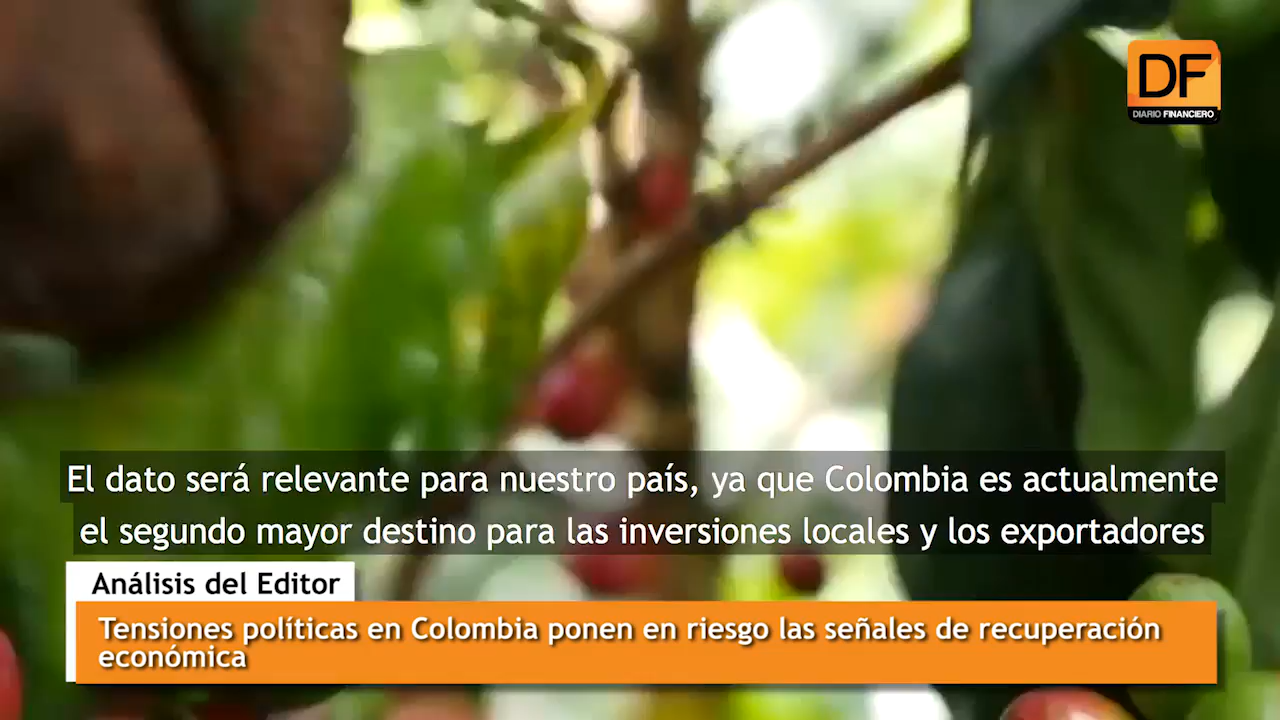 DF
DIARIO FINANCIERO
El dato será relevante para nuestro país, ya que Colombia es actualmente
el segundo mayor destino para las inversiones locales y los exportadores
Análisis del Editor
Tensiones políticas en Colombia ponen en riesgo las señales de recuperación
económica